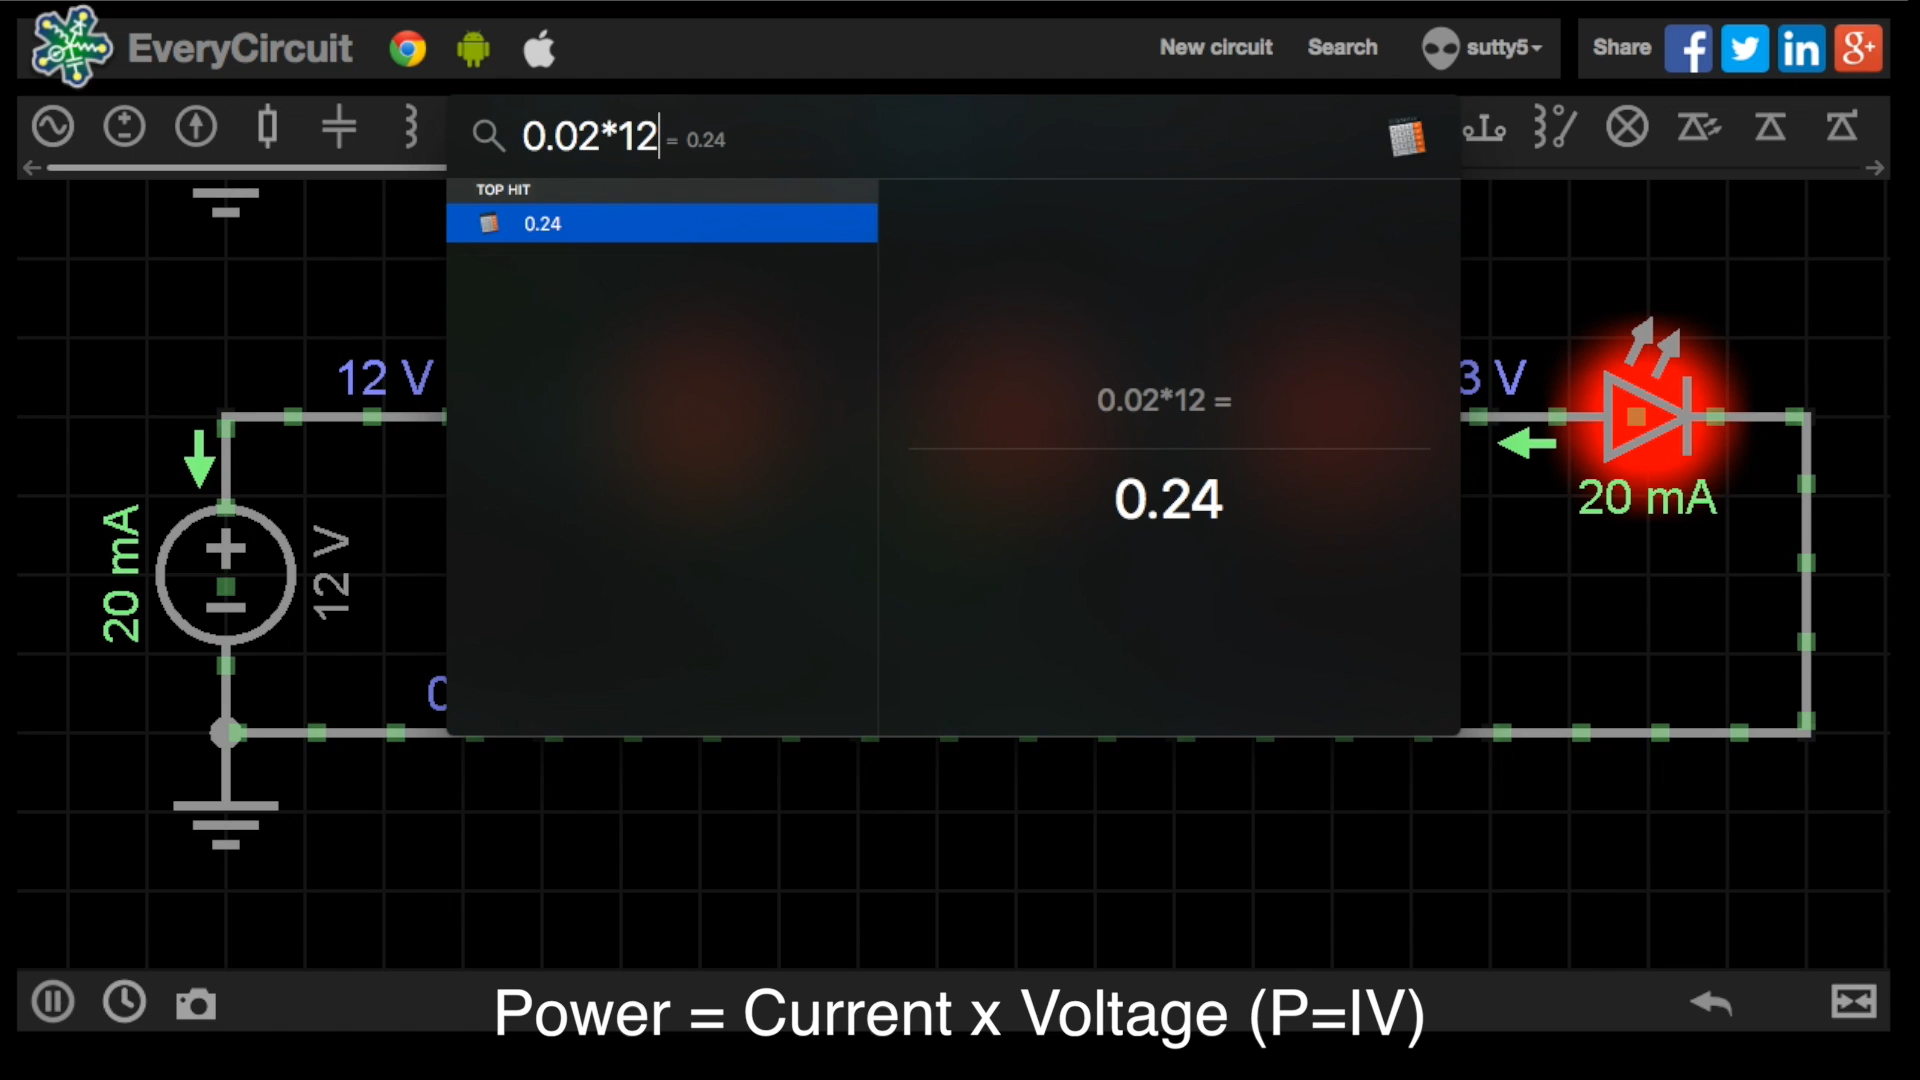 EveryCircuit
New circuit
Search
sutty5
Share
0.02*12 = 0.24
TOP HIT
0.24
0.02*12 =
0.24
12 V
3 V
20 mA
20 mA
12 V
0
Power = Current x Voltage (P=IV)